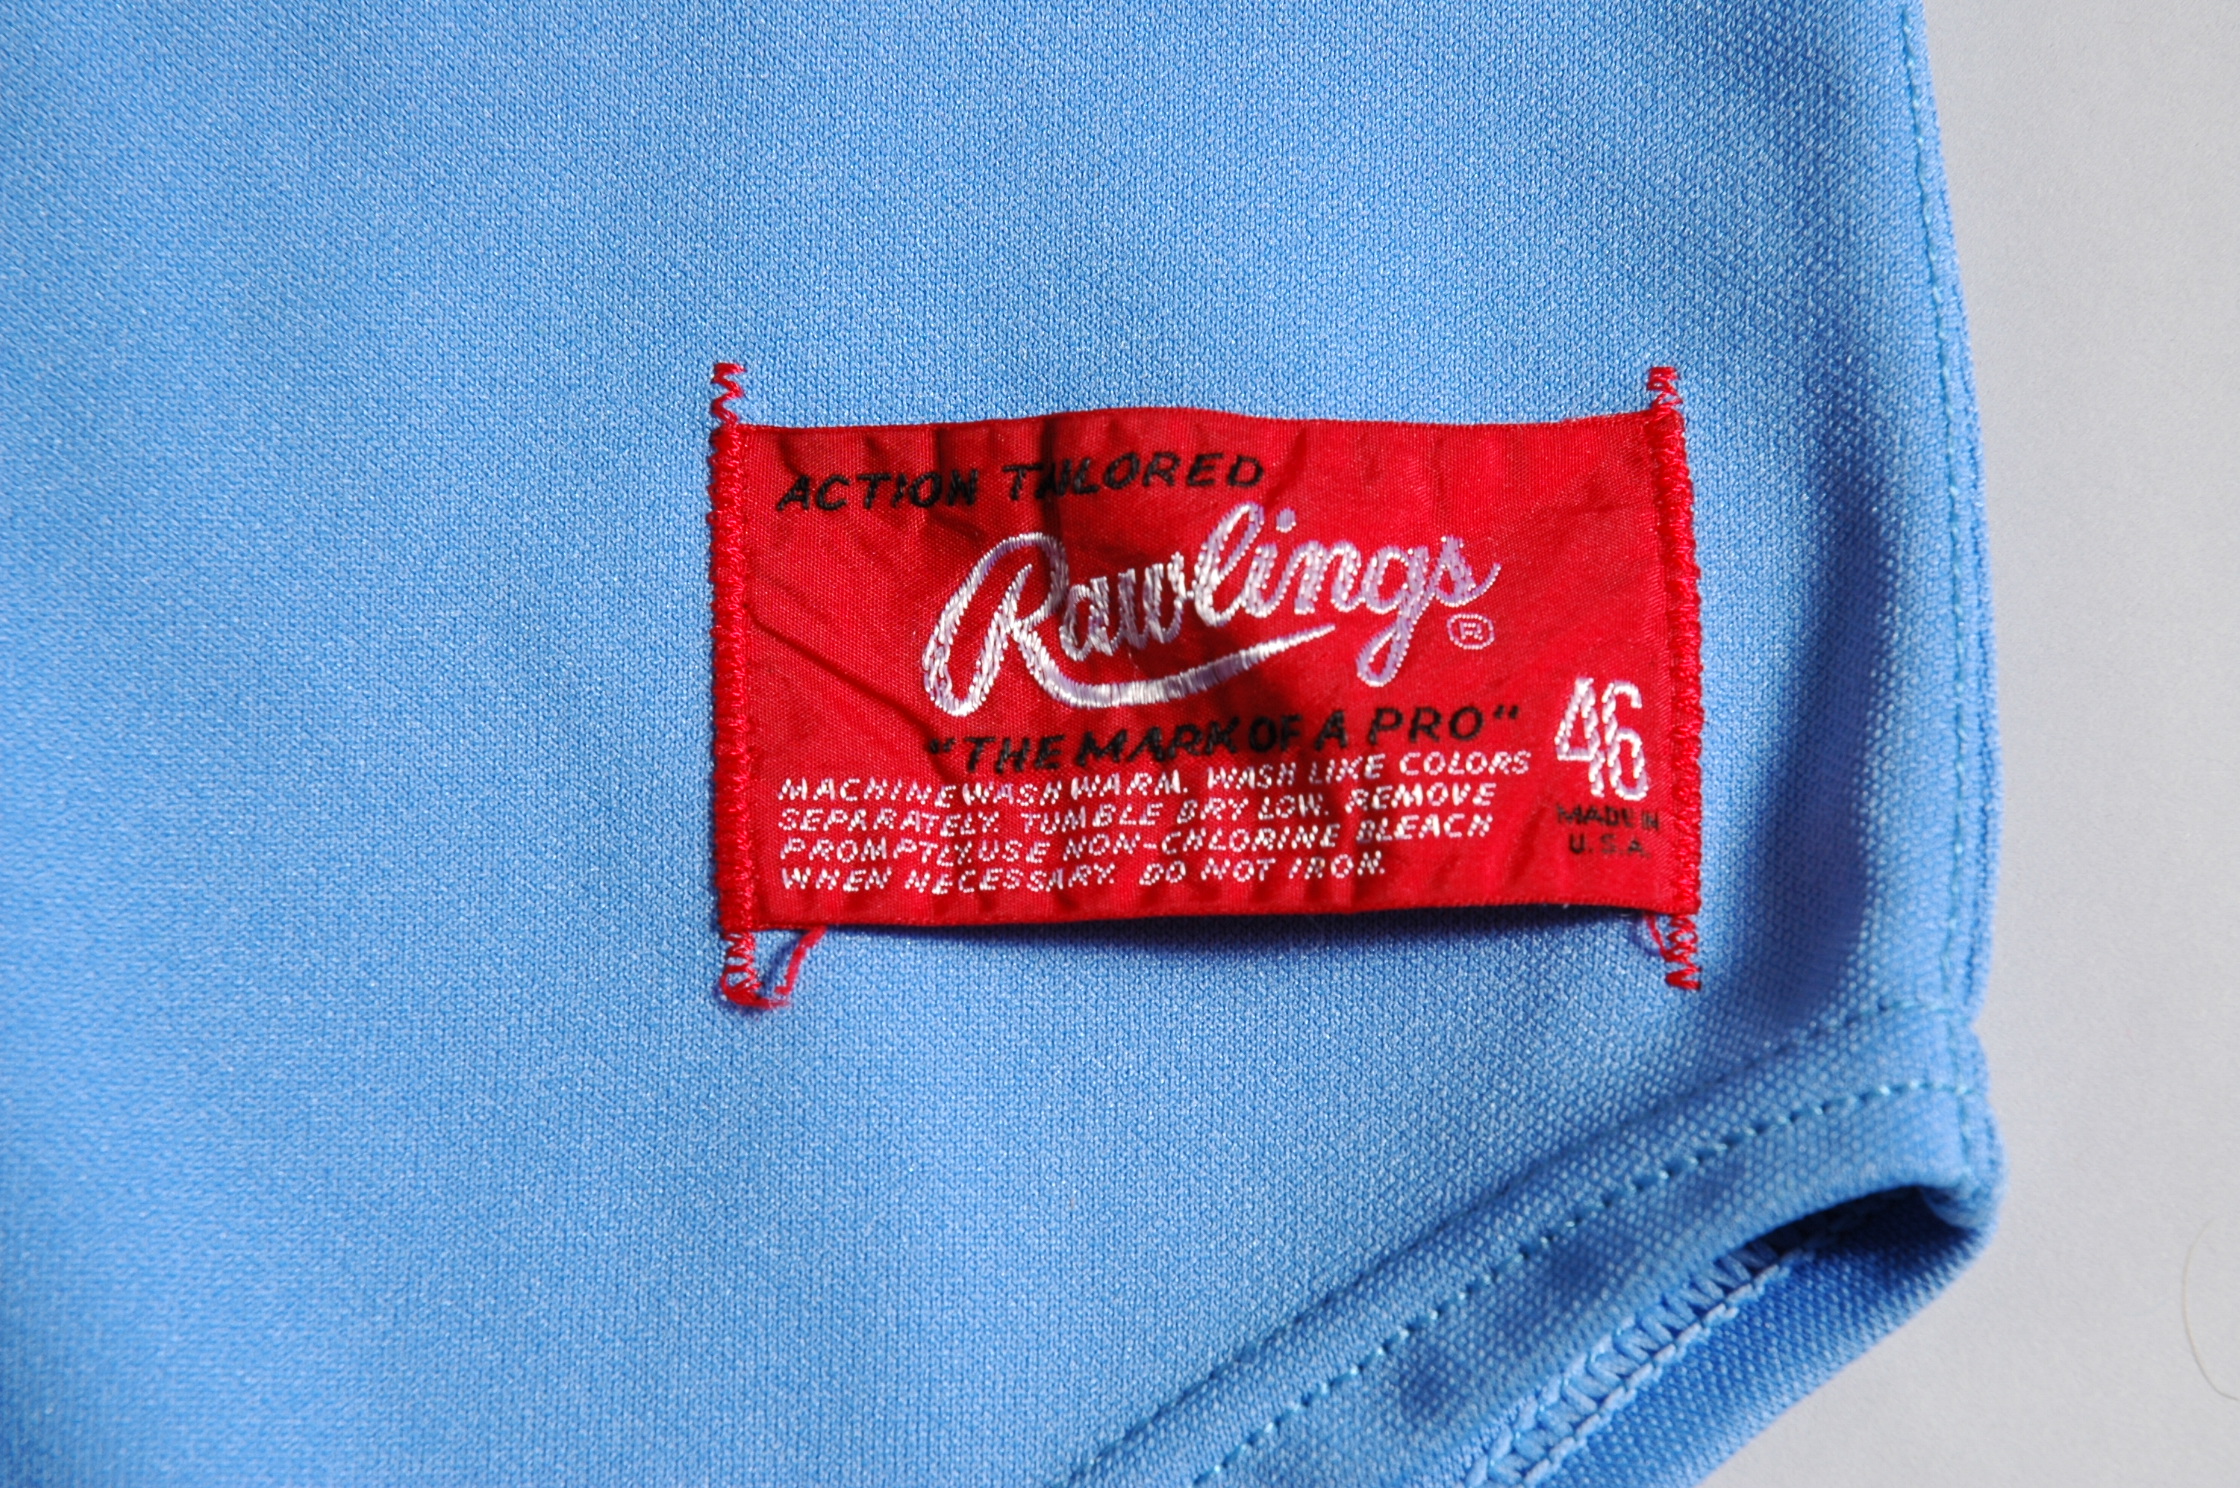 ACTION TAILORED
Rawlings ®
"THE MARK OF A PRO"
46
MADE IN
U.S.A.
MACHINE WASH WARM. WASH LIKE COLORS
SEPARATELY. TUMBLE DRY LOW. REMOVE
PROMPTLY. USE NON-CHLORINE BLEACH
WHEN NECESSARY. DO NOT IRON.